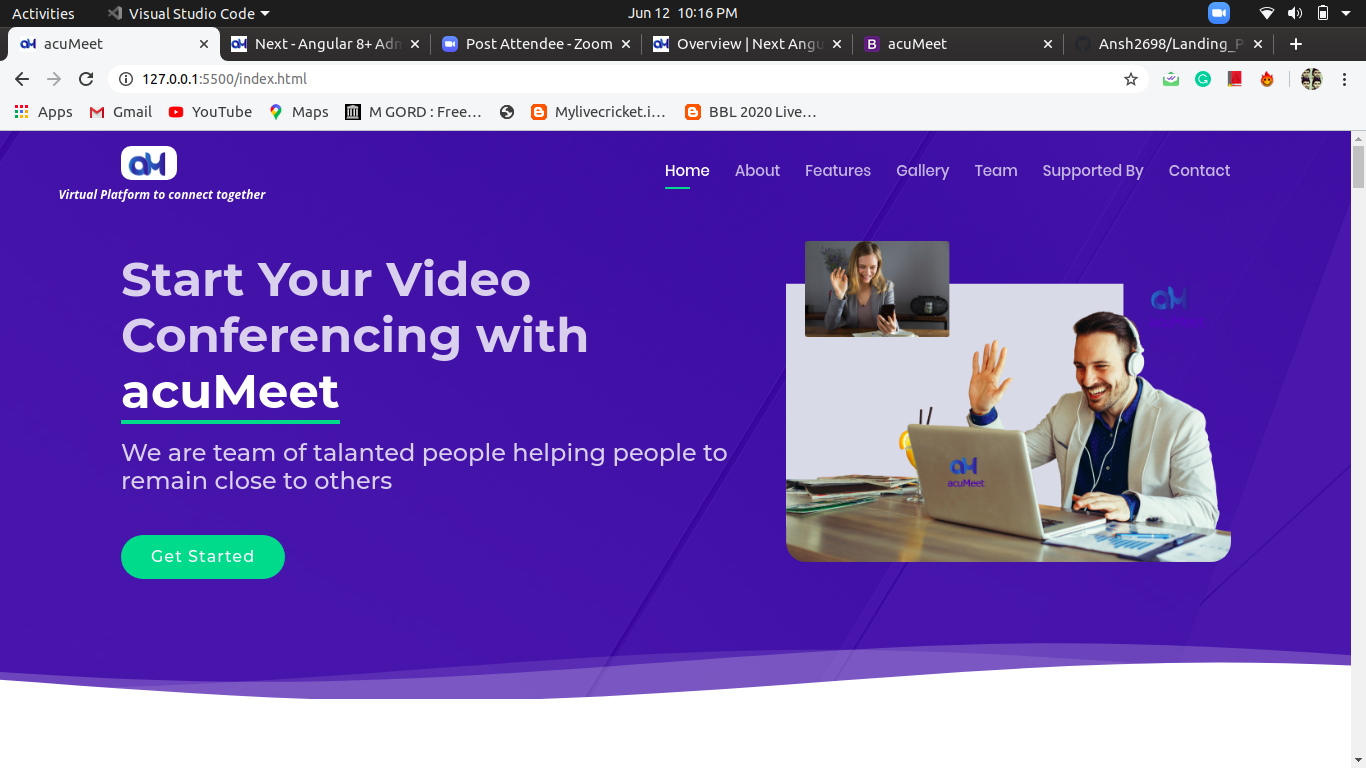 Activities
Visual Studio Code
Jun 12 10:16 PM
acuMeet
Next - Angular 8+ Adm
Post Attendee - Zoom
Overview | Next Angu
B
acuMeet
Ansh2698/Landing_P
127.0.0.1:5500/index.html
Apps
Gmail
YouTube
Maps
M GORD : Free...
Mylivecricket.i...
BBL 2020 Live...
aM
Virtual Platform to connect together
Home
About
Features
Gallery
Team
Supported By
Contact
Start Your Video
Conferencing with
acuMeet
We are team of talanted people helping people to
remain close to others
Get Started
aM
aM
acuMeet